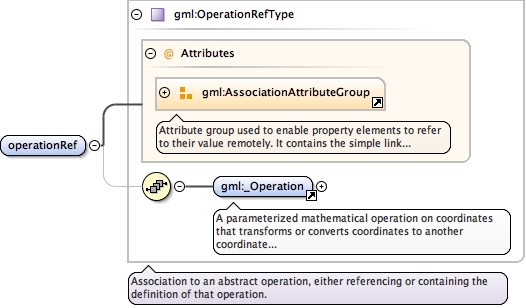 gml:OperationRefType
@ Attributes
gml:AssociationAttributeGroup
Attribute group used to enable property elements to refer
to their value remotely. It contains the simple link...
operationRef
gml:_Operation
A parameterized mathematical operation on coordinates
that transforms or converts coordinates to another
coordinate...
Association to an abstract operation, either referencing or containing the
definition of that operation.